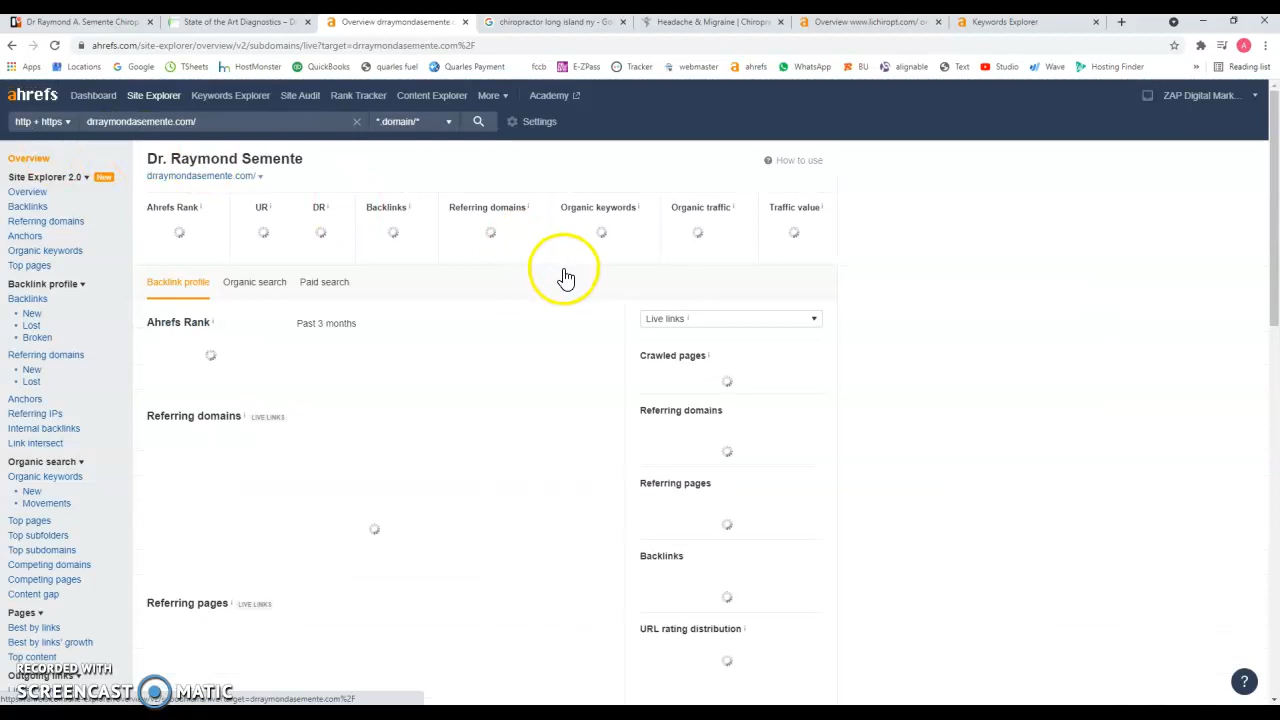 Dr Raymond A. Semente Chirop
State of the Art Diagnostics – D
Overview drraymondasemente.c
chiropractor long island ny - Goo
Headache & Migraine | Chiropra
Overview www.lichiropt.com/ on
Keywords Explorer
ahrefs.com/site-explorer/overview/v2/subdomains/live?target=drraymondasemente.com%2F
A
Apps
Locations
Google
TSheets
HostMonster
QuickBooks
quarles fuel
Quarles Payment
fccb
E-ZPass
Tracker
webmaster
ahrefs
WhatsApp
BU
alignable
Text
Studio
Wave
Hosting Finder
»
Reading list
ahrefs
Dashboard
Site Explorer
Keywords Explorer
Site Audit
Rank Tracker
Content Explorer
More
Academy
ZAP Digital Mark...
http + https
drraymondasemente.com/
*.domain/*
Settings
Overview
Site Explorer 2.0 New
Overview
Backlinks
Referring domains
Anchors
Organic keywords
Top pages
Backlink profile
Backlinks
New
Lost
Broken
Referring domains
New
Lost
Anchors
Referring IPs
Internal backlinks
Link intersect
Organic search
Organic keywords
New
Movements
Top pages
Top subfolders
Top subdomains
Competing domains
Competing pages
Content gap
Pages
Best by links
Best by links' growth
Top content
Outgoing links
Dr. Raymond Semente
How to use
drraymondasemente.com/
Ahrefs Rank
UR
DR
Backlinks
Referring domains
Organic keywords
Organic traffic
Traffic value
Backlink profile
Organic search
Paid search
Ahrefs Rank
Past 3 months
Referring domains LIVE LINKS
Referring pages LIVE LINKS
Live links
Crawled pages
Referring domains
Referring pages
Backlinks
URL rating distribution
RECORDED WITH
SCREENCAST MATIC
?